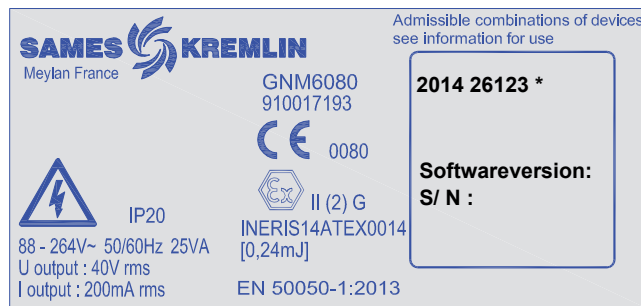 SAMES KREMLIN
Meylan France
Admissible combinations of devices
see information for use
GNM6080
910017193
CE 0080
2014 26123 *
Softwareversion:
S/ N :
Ex II (2) G
IP20
INERIS14ATEX0014
[0,24mJ]
88 - 264V~ 50/60Hz 25VA
U output : 40V rms
I output : 200mA rms
EN 50050-1:2013